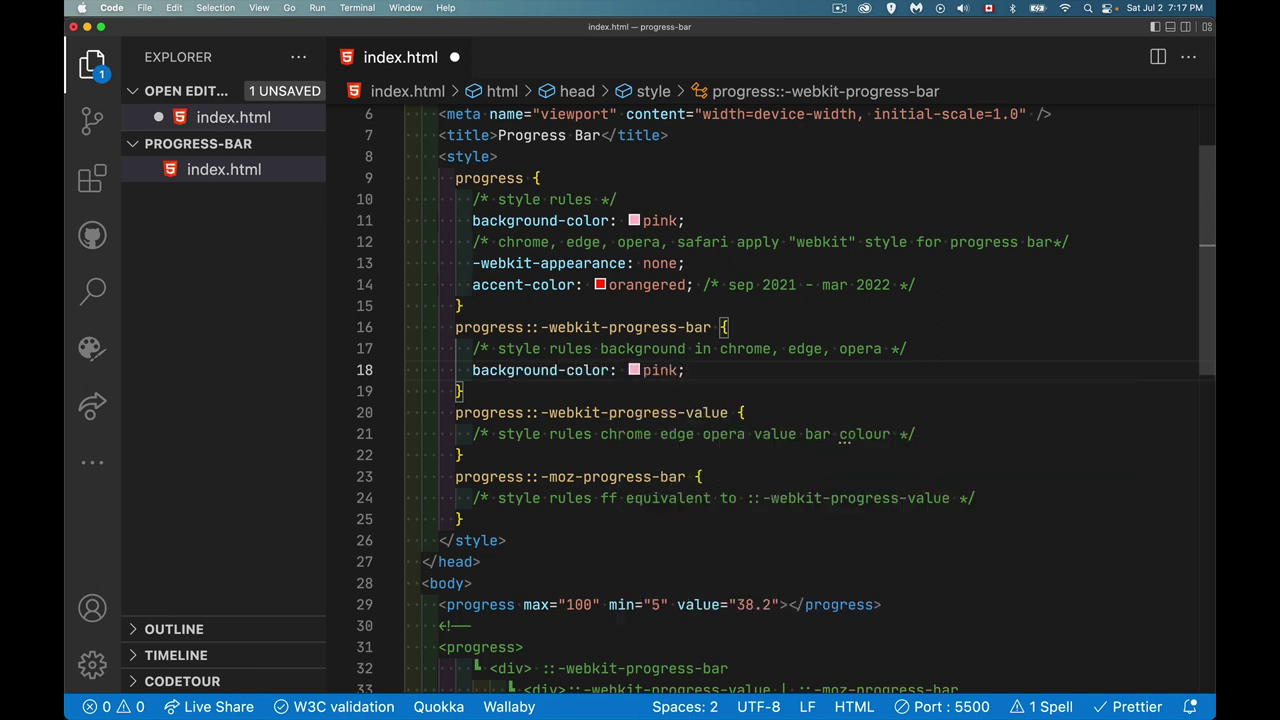 Code File Edit Selection View Go Run Terminal Window Help Sat Jul 2 7:17 PM
index.html — progress-bar
EXPLORER
index.html
OPEN EDIT... 1 UNSAVED
index.html > html > head > style > progress::-webkit-progress-bar
index.html
PROGRESS-BAR
index.html
6 <meta name="viewport" content="width=device-width, initial-scale=1.0" />
7 <title>Progress Bar</title>
8 <style>
9 progress {
10 /* style rules */
11 background-color: pink;
12 /* chrome, edge, opera, safari apply "webkit" style for progress bar*/
13 -webkit-appearance: none;
14 accent-color: orangered; /* sep 2021 - mar 2022 */
15 }
16 progress::-webkit-progress-bar {
17 /* style rules background in chrome, edge, opera */
18 background-color: pink;
19 }
20 progress::-webkit-progress-value {
21 /* style rules chrome edge opera value bar colour */
22 }
23 progress::-moz-progress-bar {
24 /* style rules ff equivalent to ::-webkit-progress-value */
25 }
26 </style>
27 </head>
28 <body>
29 <progress max="100" min="5" value="38.2"></progress>
30 <!--
31 <progress>
32 ┗ <div> ::-webkit-progress-bar
33 ┗ <div>::-webkit-progress-value | ::-moz-progress-bar
1
OUTLINE
TIMELINE
CODETOUR
0 0 Live Share W3C validation Quokka Wallaby Spaces: 2 UTF-8 LF HTML Port : 5500 1 Spell Prettier